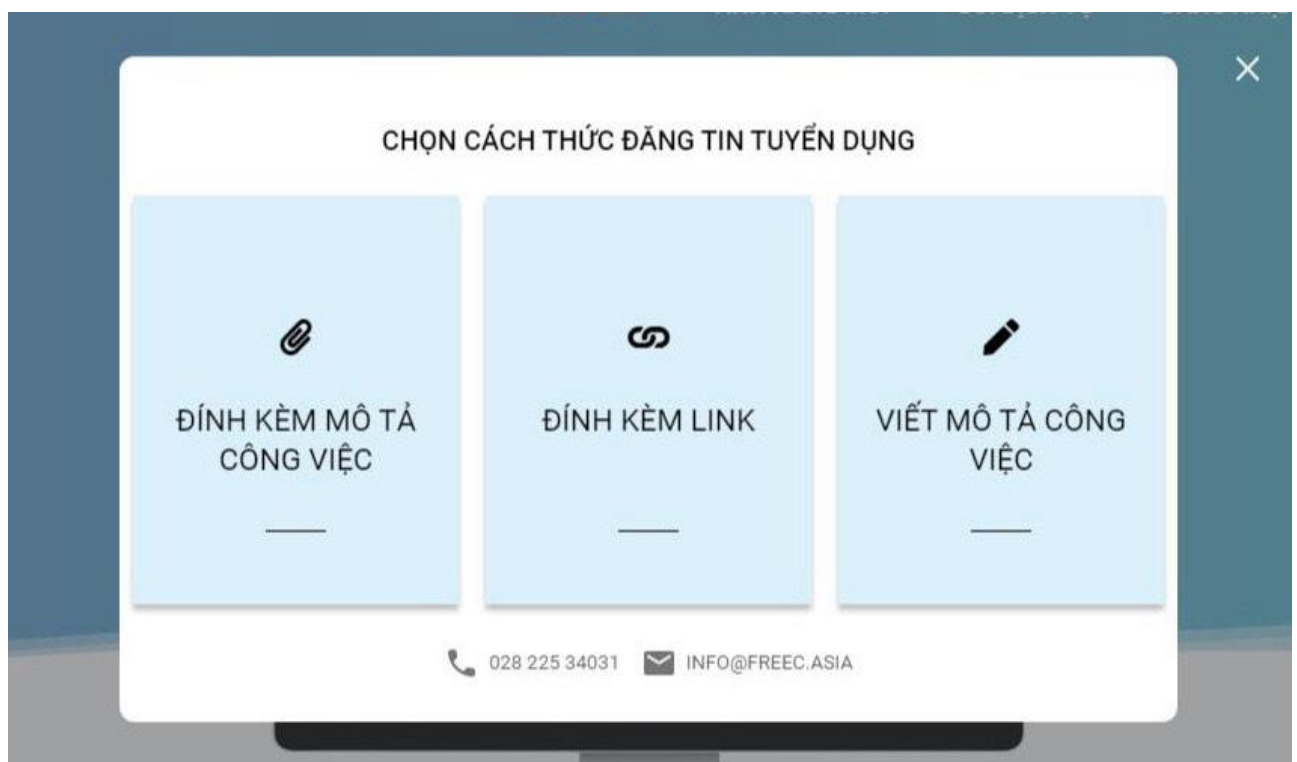 CHỌN CÁCH THỨC ĐĂNG TIN TUYỂN DỤNG
ĐÍNH KÈM MÔ TẢ
CÔNG VIỆC
ĐÍNH KÈM LINK
VIẾT MÔ TẢ CÔNG
VIỆC
028 225 34031 INFO@FREEC.ASIA